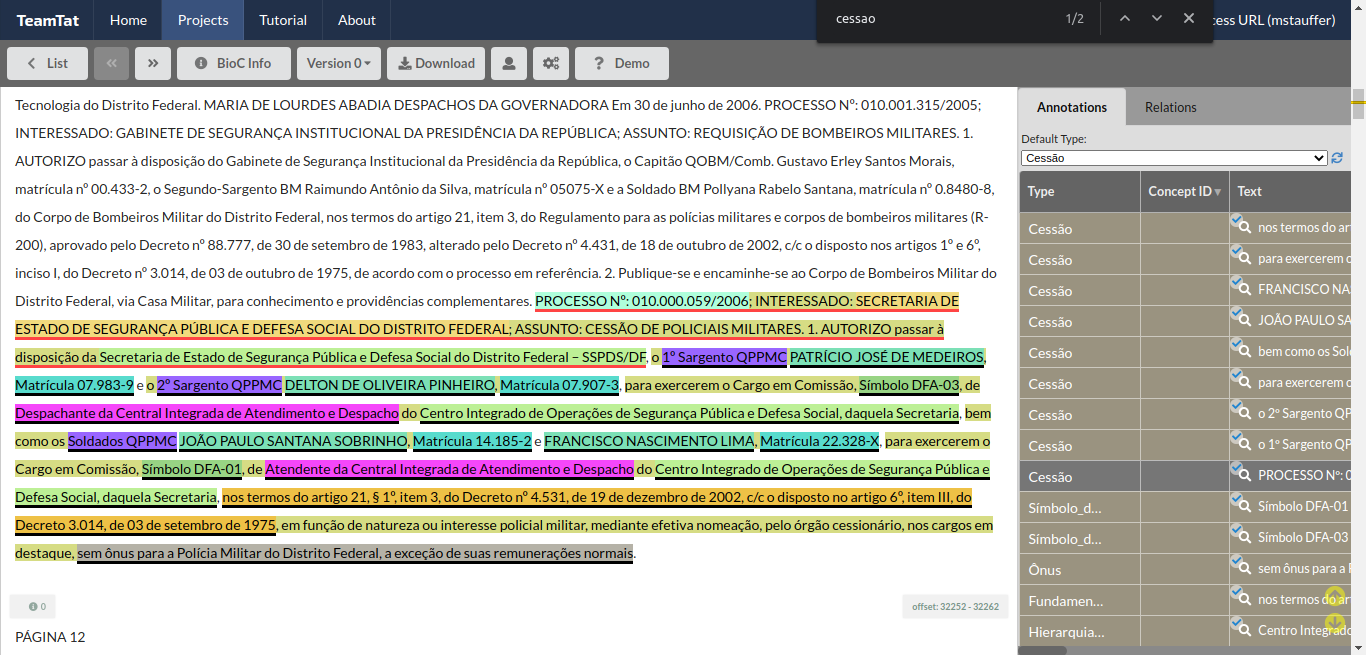 TeamTat Home Projects Tutorial About cessao 1/2 cess URL (mstauffer)
List BioC Info Version 0 Download Demo
Tecnologia do Distrito Federal. MARIA DE LOURDES ABADIA DESPACHOS DA GOVERNADORA Em 30 de junho de 2006. PROCESSO Nº: 010.001.315/2005;
INTERESSADO: GABINETE DE SEGURANÇA INSTITUCIONAL DA PRESIDÊNCIA DA REPÚBLICA; ASSUNTO: REQUISIÇÃO DE BOMBEIROS MILITARES. 1.
AUTORIZO passar à disposição do Gabinete de Segurança Institucional da Presidência da República, o Capitão QOBM/Comb. Gustavo Erley Santos Morais,
matrícula nº 00.433-2, o Segundo-Sargento BM Raimundo Antônio da Silva, matrícula nº 05075-X e a Soldado BM Pollyana Rabelo Santana, matrícula nº 0.8480-8,
do Corpo de Bombeiros Militar do Distrito Federal, nos termos do artigo 21, item 3, do Regulamento para as polícias militares e corpos de bombeiros militares (R-
200), aprovado pelo Decreto nº 88.777, de 30 de setembro de 1983, alterado pelo Decreto nº 4.431, de 18 de outubro de 2002, c/c o disposto nos artigos 1º e 6º,
inciso I, do Decreto nº 3.014, de 03 de outubro de 1975, de acordo com o processo em referência. 2. Publique-se e encaminhe-se ao Corpo de Bombeiros Militar do
Distrito Federal, via Casa Militar, para conhecimento e providências complementares. PROCESSO Nº: 010.000.059/2006; INTERESSADO: SECRETARIA DE
ESTADO DE SEGURANÇA PÚBLICA E DEFESA SOCIAL DO DISTRITO FEDERAL; ASSUNTO: CESSÃO DE POLICIAIS MILITARES. 1. AUTORIZO passar à
disposição da Secretaria de Estado de Segurança Pública e Defesa Social do Distrito Federal – SSPDS/DF, o 1º Sargento QPPMC PATRÍCIO JOSÉ DE MEDEIROS,
Matrícula 07.983-9 e o 2º Sargento QPPMC DELTON DE OLIVEIRA PINHEIRO, Matrícula 07.907-3, para exercerem o Cargo em Comissão, Símbolo DFA-03, de
Despachante da Central Integrada de Atendimento e Despacho do Centro Integrado de Operações de Segurança Pública e Defesa Social, daquela Secretaria, bem
como os Soldados QPPMC JOÃO PAULO SANTANA SOBRINHO, Matrícula 14.185-2 e FRANCISCO NASCIMENTO LIMA, Matrícula 22.328-X, para exercerem o
Cargo em Comissão, Símbolo DFA-01, de Atendente da Central Integrada de Atendimento e Despacho do Centro Integrado de Operações de Segurança Pública e
Defesa Social, daquela Secretaria, nos termos do artigo 21, § 1º, item 3, do Decreto nº 4.531, de 19 de dezembro de 2002, c/c o disposto no artigo 6º, item III, do
Decreto 3.014, de 03 de setembro de 1975, em função de natureza ou interesse policial militar, mediante efetiva nomeação, pelo órgão cessionário, nos cargos em
destaque, sem ônus para a Polícia Militar do Distrito Federal, a exceção de suas remunerações normais.
0 offset: 32252 - 32262
PÁGINA 12
Annotations Relations
Default Type:
Cessão
Type Concept ID Text
Cessão nos termos do ar
Cessão para exercerem o
Cessão FRANCISCO NAS
Cessão JOÃO PAULO SA
Cessão bem como os Sol
Cessão para exercerem o
Cessão o 2º Sargento QP
Cessão o 1º Sargento QP
Cessão PROCESSO Nº: 0
Símbolo_d... Símbolo DFA-01
Símbolo_d... Símbolo DFA-03
Ônus sem ônus para a P
Fundamen... nos termos do ar
Hierarquia... Centro Integrado